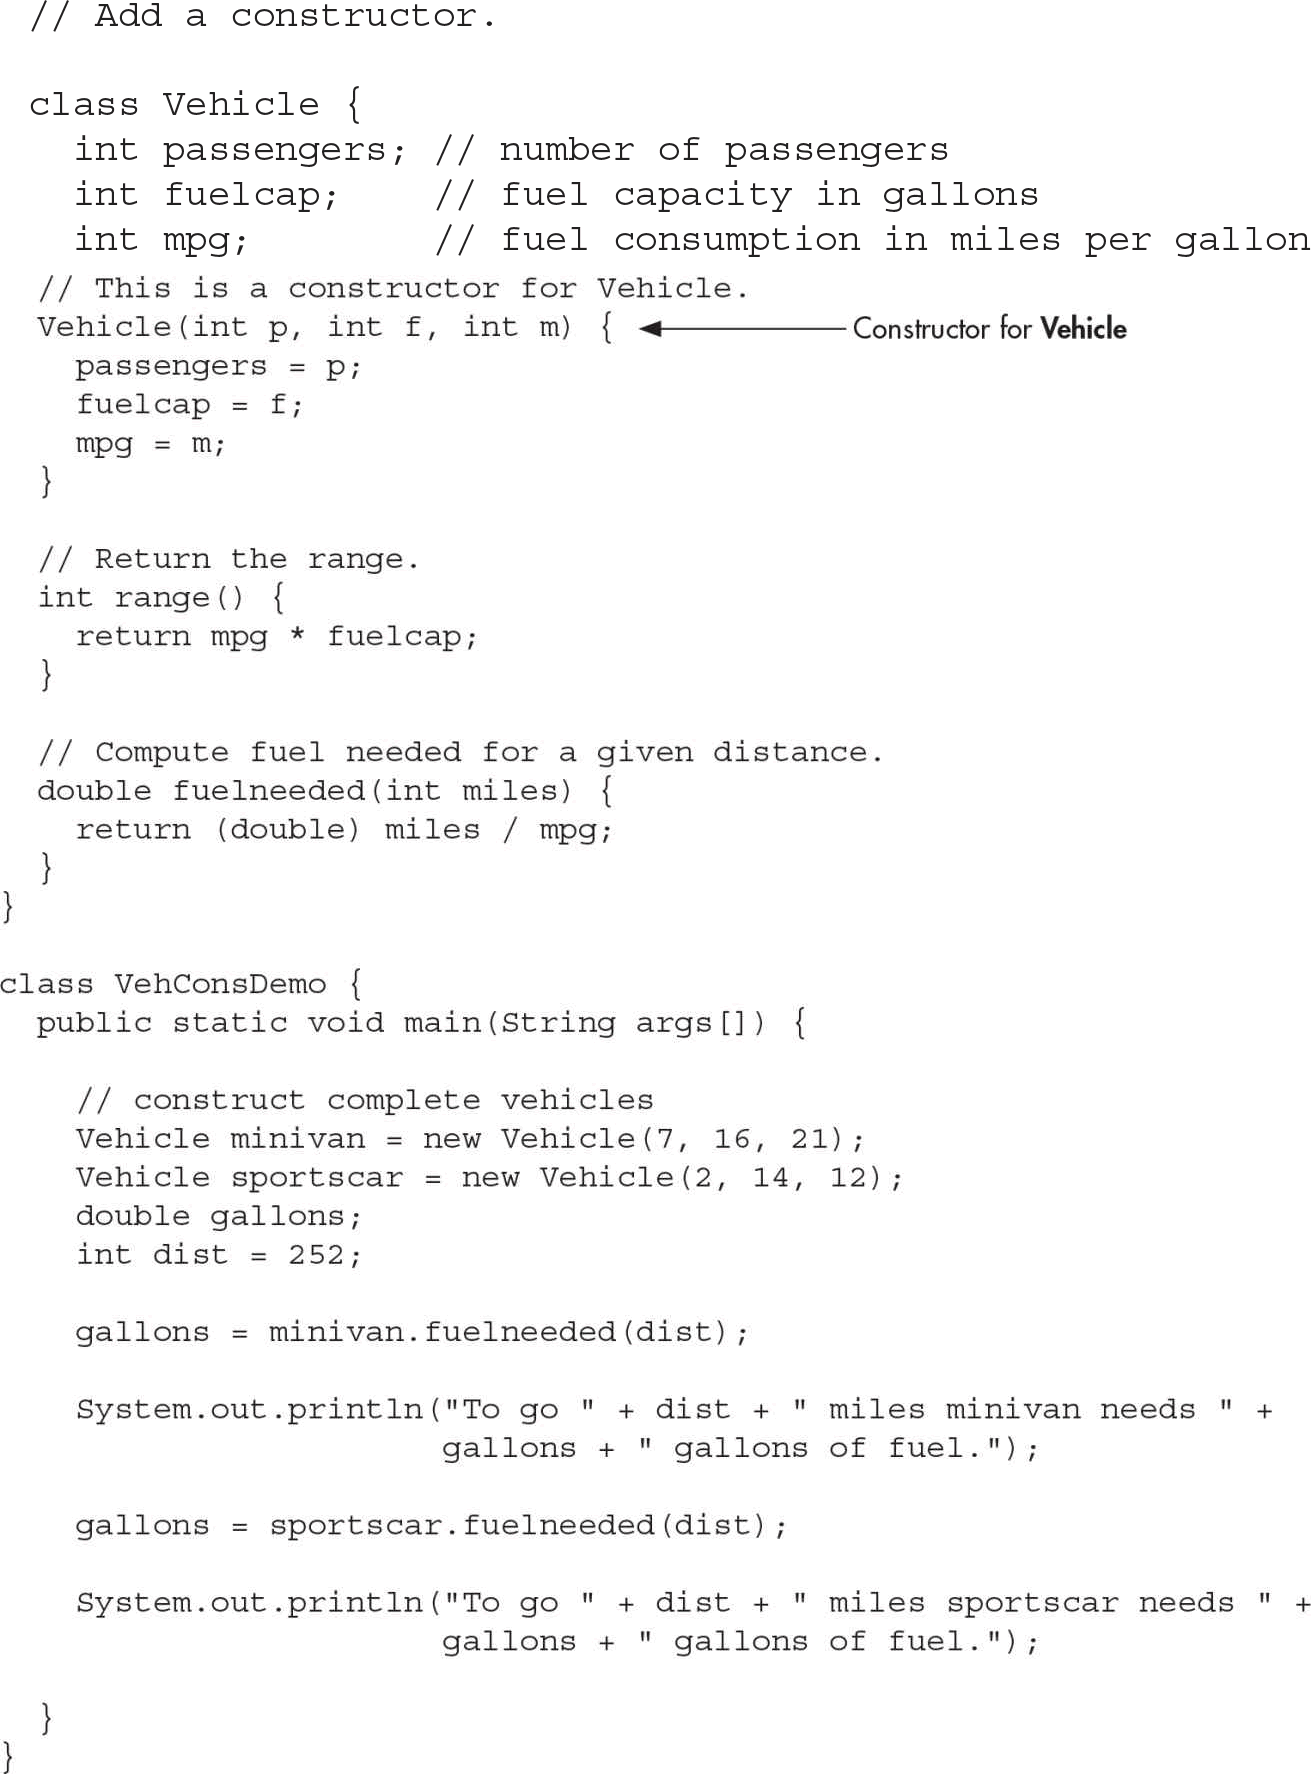 // Add a constructor.

class Vehicle {
  int passengers; // number of passengers
  int fuelcap;    // fuel capacity in gallons
  int mpg;        // fuel consumption in miles per gallon
  // This is a constructor for Vehicle.
  Vehicle(int p, int f, int m) { Constructor for Vehicle
    passengers = p;
    fuelcap = f;
    mpg = m;
  }

  // Return the range.
  int range() {
    return mpg * fuelcap;
  }

  // Compute fuel needed for a given distance.
  double fuelneeded(int miles) {
    return (double) miles / mpg;
  }
}

class VehConsDemo {
  public static void main(String args[]) {

    // construct complete vehicles
    Vehicle minivan = new Vehicle(7, 16, 21);
    Vehicle sportscar = new Vehicle(2, 14, 12);
    double gallons;
    int dist = 252;

    gallons = minivan.fuelneeded(dist);

    System.out.println("To go " + dist + " miles minivan needs " +
                       gallons + " gallons of fuel.");

    gallons = sportscar.fuelneeded(dist);

    System.out.println("To go " + dist + " miles sportscar needs " +
                       gallons + " gallons of fuel.");

  }
}